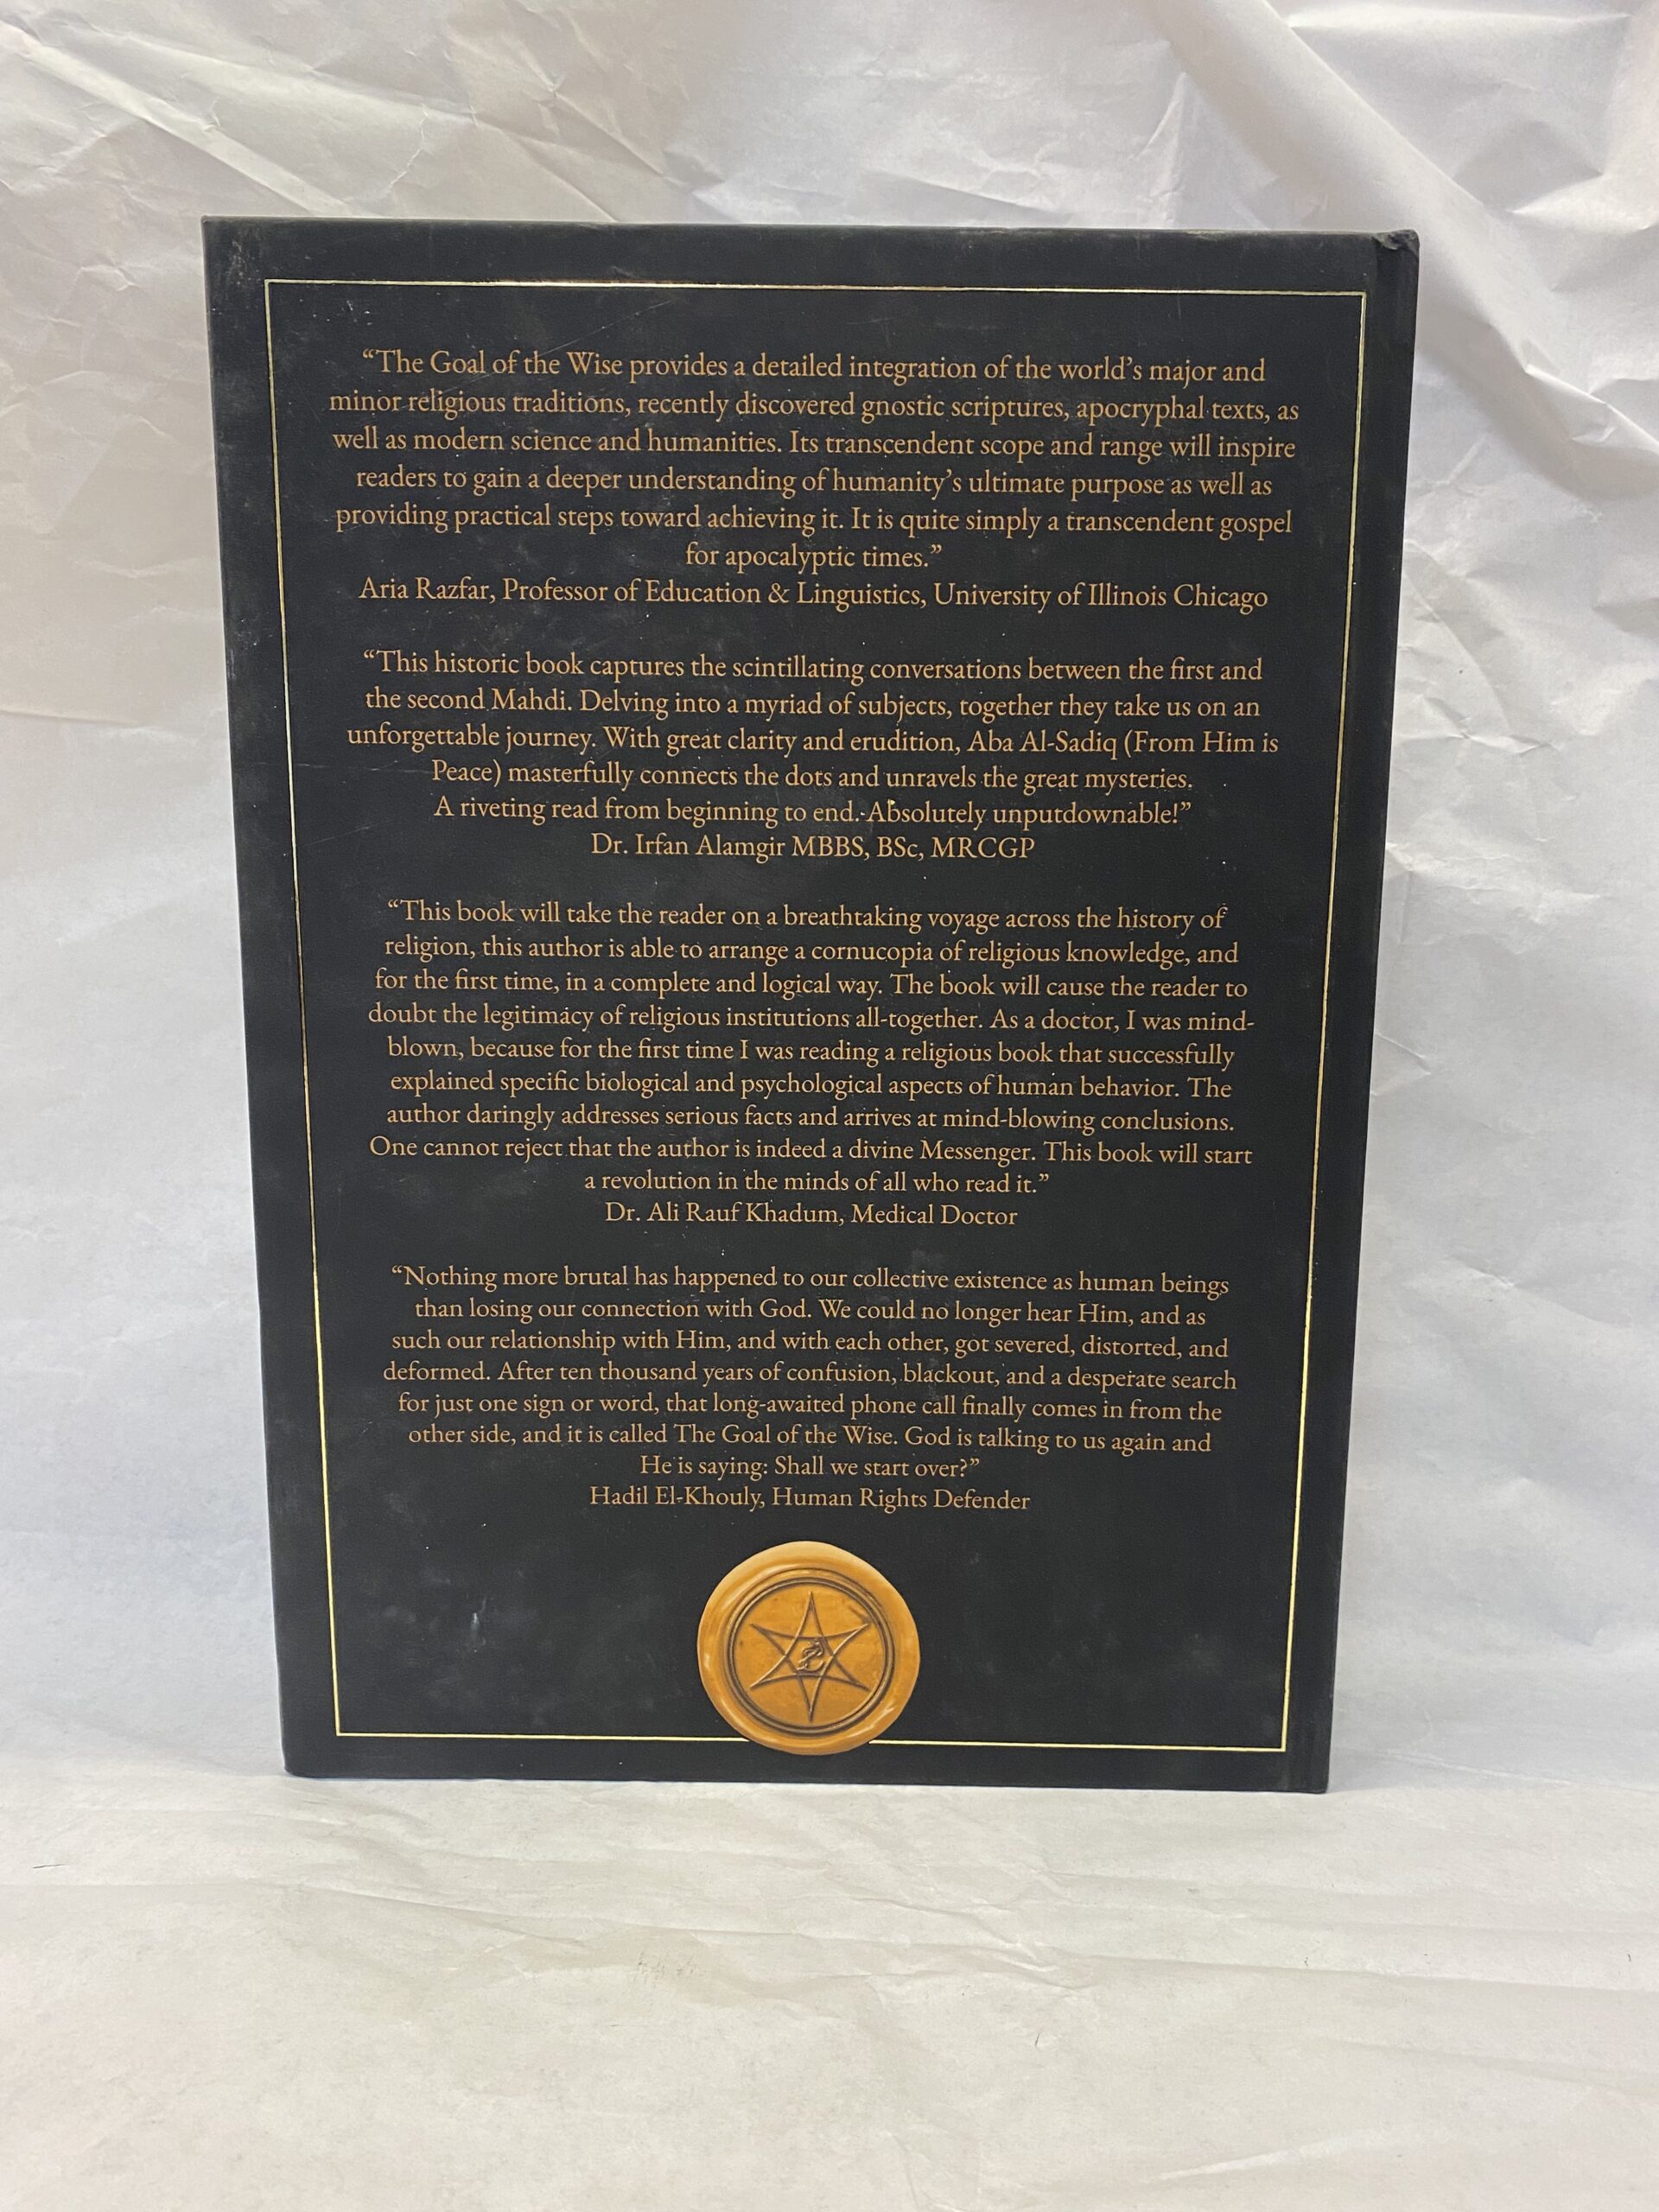 “The Goal of the Wise provides a detailed integration of the world’s major and
minor religious traditions, recently discovered gnostic scriptures, apocryphal texts, as
well as modern science and humanities. Its transcendent scope and range will inspire
readers to gain a deeper understanding of humanity’s ultimate purpose as well as
providing practical steps toward achieving it. It is quite simply a transcendent gospel
for apocalyptic times.”
Aria Razfar, Professor of Education & Linguistics, University of Illinois Chicago
“This historic book captures the scintillating conversations between the first and
the second Mahdi. Delving into a myriad of subjects, together they take us on an
unforgettable journey. With great clarity and erudition, Aba Al-Sadiq (From Him is
Peace) masterfully connects the dots and unravels the great mysteries.
A riveting read from beginning to end. Absolutely unputdownable!”
Dr. Irfan Alamgir MBBS, BSc, MRCGP
“This book will take the reader on a breathtaking voyage across the history of
religion, this author is able to arrange a cornucopia of religious knowledge, and
for the first time, in a complete and logical way. The book will cause the reader to
doubt the legitimacy of religious institutions all-together. As a doctor, I was mind-
blown, because for the first time I was reading a religious book that successfully
explained specific biological and psychological aspects of human behavior. The
author daringly addresses serious facts and arrives at mind-blowing conclusions.
One cannot reject that the author is indeed a divine Messenger. This book will start
a revolution in the minds of all who read it.”
Dr. Ali Rauf Khadum, Medical Doctor
“Nothing more brutal has happened to our collective existence as human beings
than losing our connection with God. We could no longer hear Him, and as
such our relationship with Him, and with each other, got severed, distorted, and
deformed. After ten thousand years of confusion, blackout, and a desperate search
for just one sign or word, that long-awaited phone call finally comes in from the
other side, and it is called The Goal of the Wise. God is talking to us again and
He is saying: Shall we start over?”
Hadil El-Khouly, Human Rights Defender